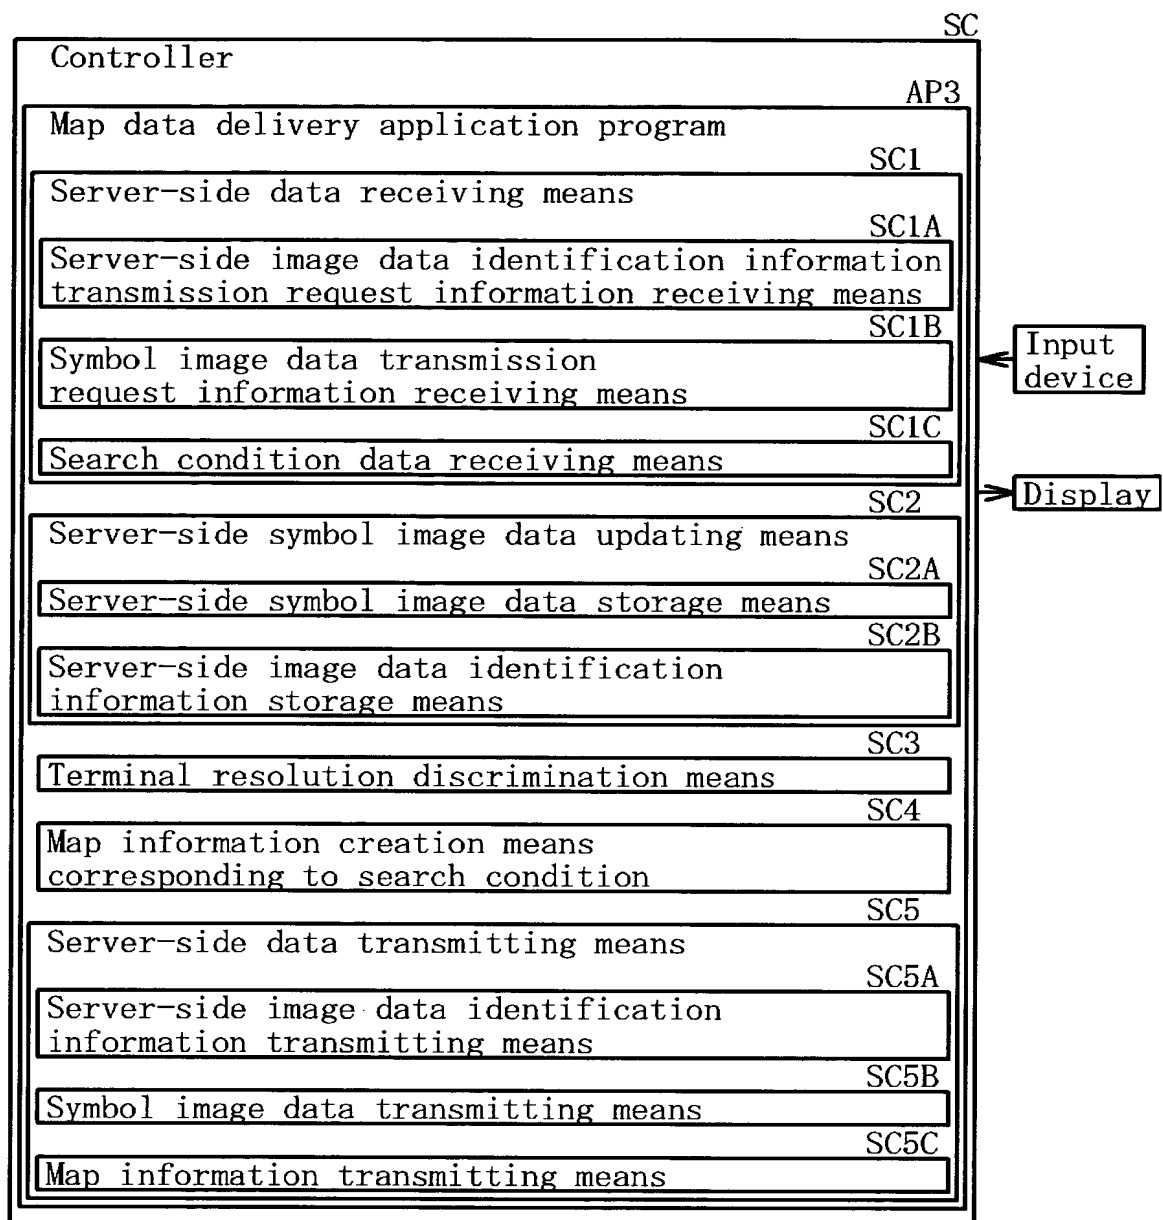 SC
Controller
AP3
Map data delivery application program
SC1
Server-side data receiving means
SC1A
Server-side image data identification information
transmission request information receiving means
SC1B
Symbol image data transmission
request information receiving means
Input
device
SC1C
Search condition data receiving means
SC2
Display
Server-side symbol image data updating means
SC2A
Server-side symbol image data storage means
SC2B
Server-side image data identification
information storage means
SC3
Terminal resolution discrimination means
SC4
Map information creation means
corresponding to search condition
SC5
Server-side data transmitting means
SC5A
Server-side image data identification
information transmitting means
SC5B
Symbol image data transmitting means
SC5C
Map information transmitting means